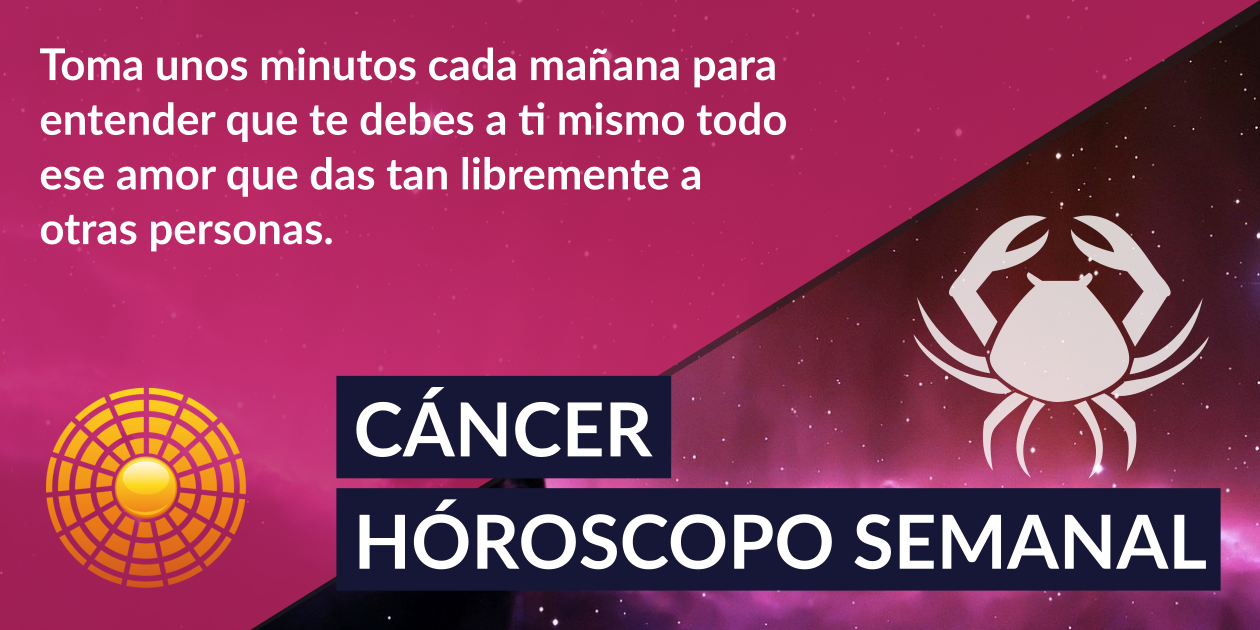 Toma unos minutos cada mañana para
entender que te debes a ti mismo todo
ese amor que das tan libremente a
otras personas.
CÁNCER
HÓROSCOPO SEMANAL